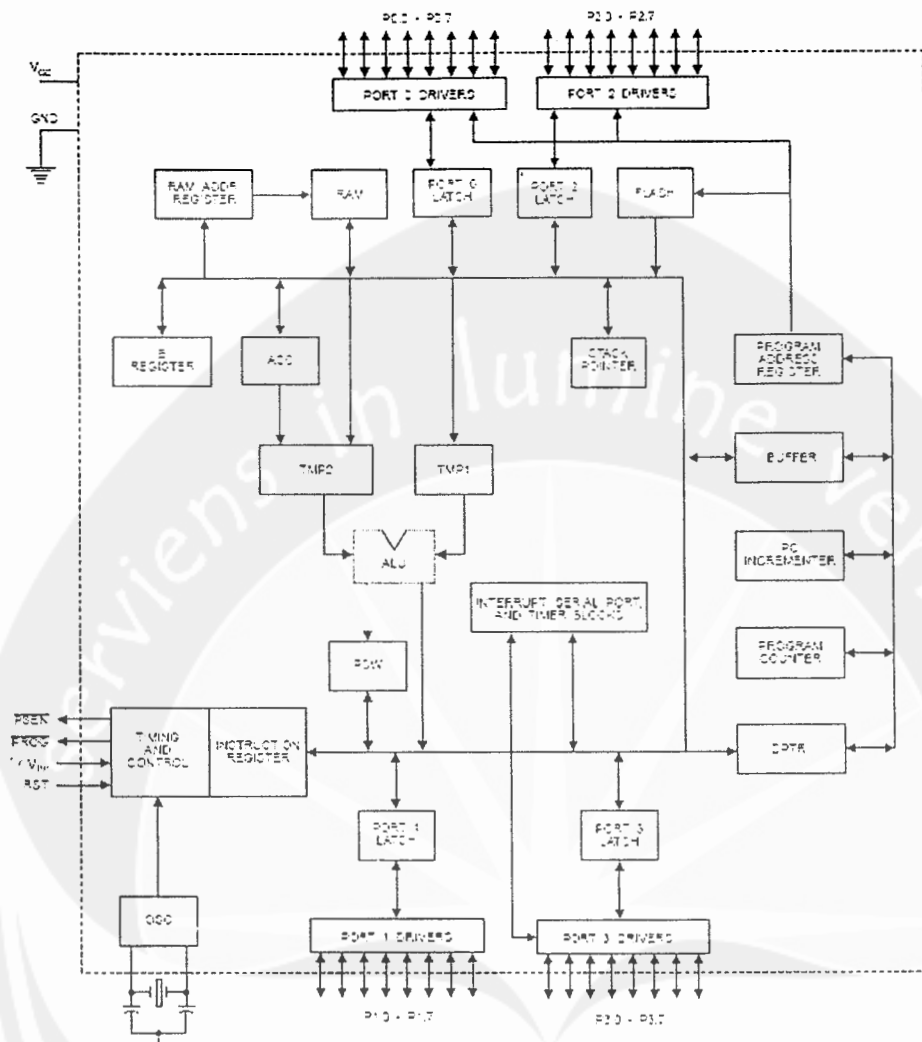 P0.0 - P0.7
P2.0 - P2.7
VCC
GND
PORT 0 DRIVERS
PORT 2 DRIVERS
RAM ADDR
REGISTER
RAM
PORT 0
LATCH
PORT 2
LATCH
FLASH
B
REGISTER
ACC
STACK
POINTER
PROGRAM
ADDRESS
REGISTER
TMP2
TMP1
BUFFER
ALU
PC
INCREMENTER
INTERRUPT, SERIAL PORT,
AND TIMER BLOCKS
PROGRAM
COUNTER
PSW
PSEN
PROG
RST
TIMING
AND
CONTROL
INSTRUCTION
REGISTER
DPTR
PORT 1
LATCH
PORT 3
LATCH
OSC
PORT 1 DRIVERS
PORT 3 DRIVERS
P1.0 - P1.7
P3.0 - P3.7
serviens in lumine ver